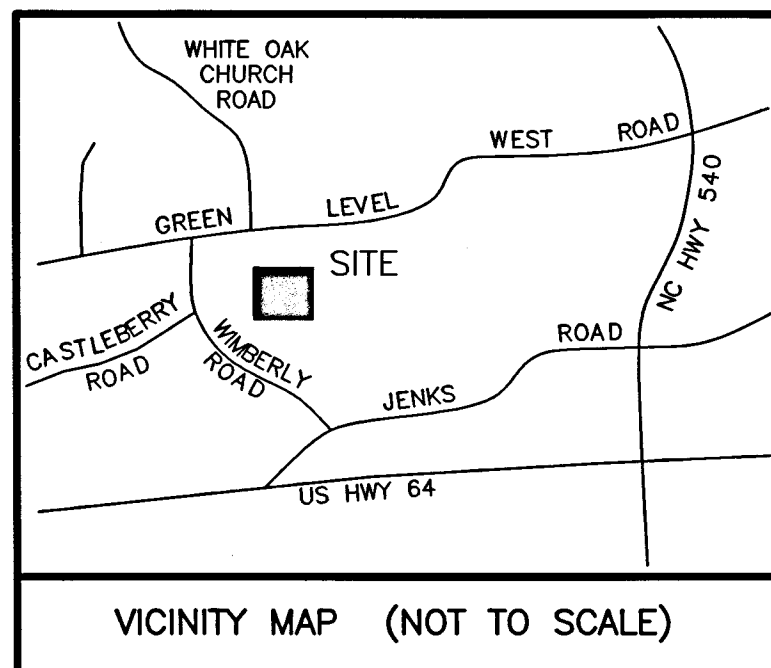 WHITE OAK
CHURCH
ROAD
GREEN LEVEL WEST ROAD
NC HWY 540
SITE
CASTLEBERRY
ROAD
WIMBERLY
ROAD
JENKS ROAD
US HWY 64
VICINITY MAP (NOT TO SCALE)